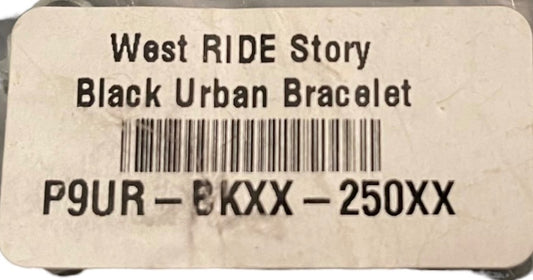 West RIDE Story
Black Urban Bracelet
P9UR - BKXX - 250XX